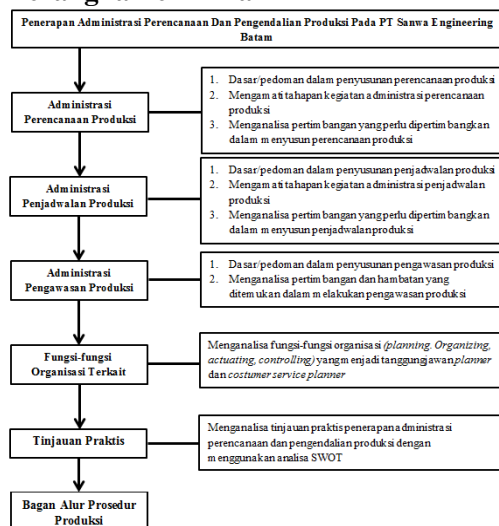 Penerapan Administrasi Perencanaan Dan Pengendalian Produksi Pada PT Sanwa Engineering
Batam
Administrasi
Perencanaan Produksi
1. Dasar/pedoman dalam penyusunan perencanaan produksi
2. Mengamati tahapan kegiatan administrasi perencanaan
produksi
3. Menganalisa pertimbangan yang perlu dipertimbangkan
dalam menyusun perencanaan produksi
Administrasi
Penjadwalan Produksi
1. Dasar/pedoman dalam penyusunan penjadwalan produksi
2. Mengamati tahapan kegiatan administrasi penjadwalan
produksi
3. Menganalisa pertimbangan yang perlu dipertimbangkan
dalam menyusun penjadwalan produksi
Administrasi
Pengawasan Produksi
1. Dasar/pedoman dalam penyusunan pengawasan produksi
2. Menganalisa pertimbangan dan hambatan yang
ditemukan dalam melakukan pengawasan produksi
Fungsi-fungsi
Organisasi Terkait
Menganalisa fungsi-fungsi organisasi (planning. Organizing,
actuating, controlling) yang menjadi tanggungjawan planner
dan costumer service planner
Tinjauan Praktis
Menganalisa tinjauan praktis penerapan administrasi
perencanaan dan pengendalian produksi dengan
menggunakan analisa SWOT
Bagan Alur Prosedur
Produksi